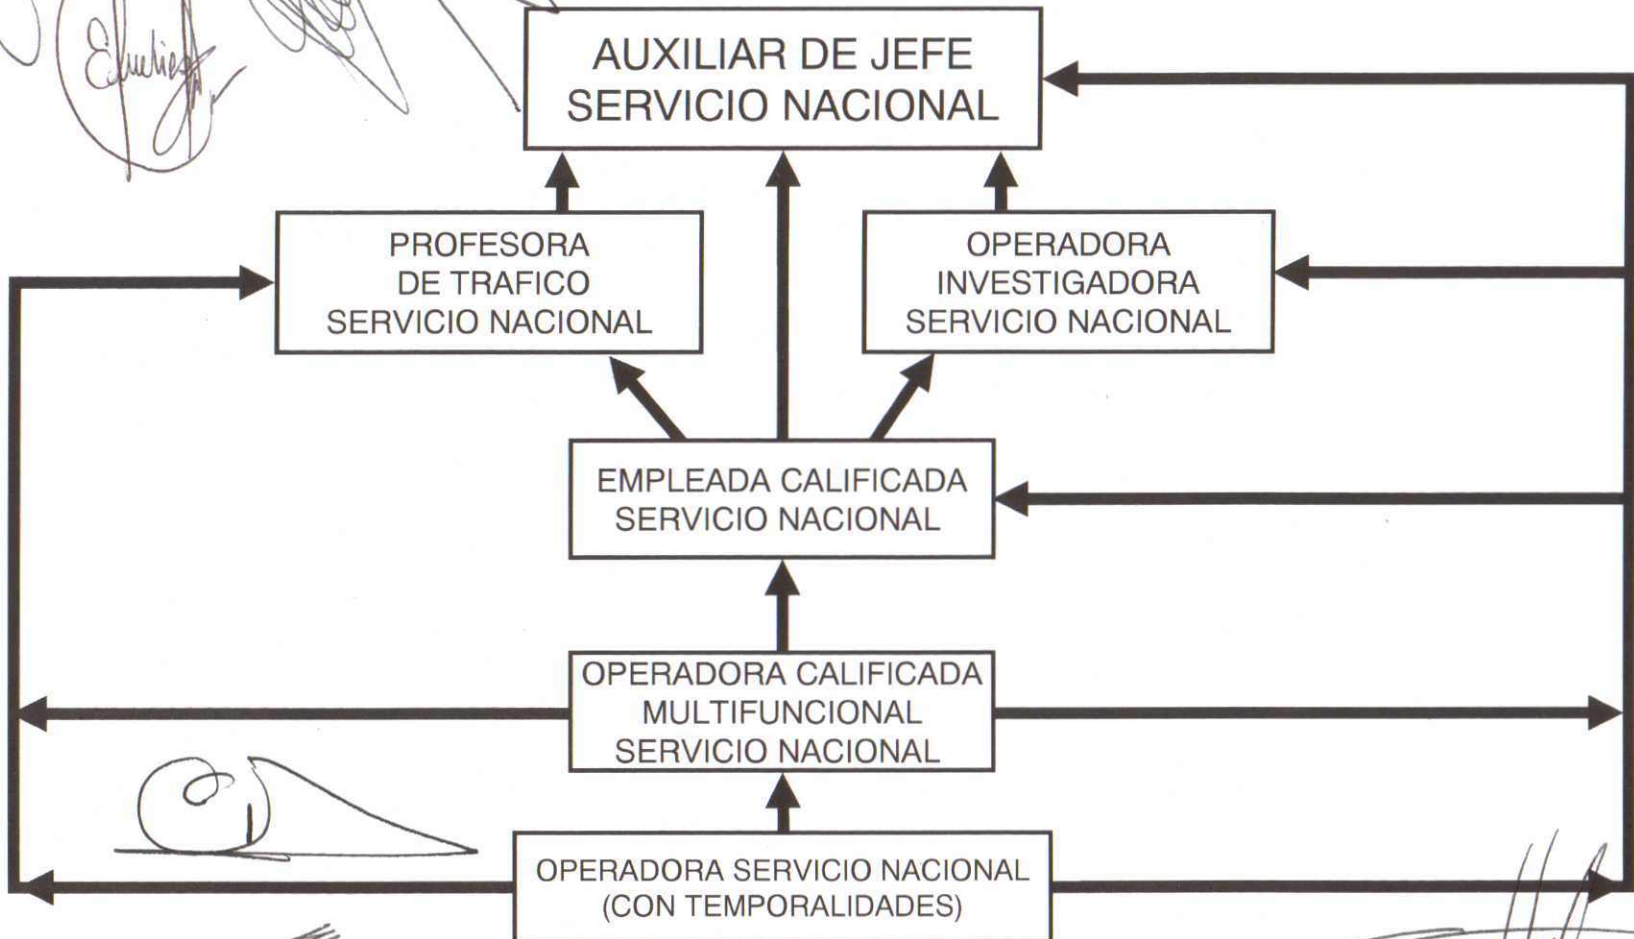 AUXILIAR DE JEFE
SERVICIO NACIONAL
PROFESORA
DE TRAFICO
SERVICIO NACIONAL
OPERADORA
INVESTIGADORA
SERVICIO NACIONAL
EMPLEADA CALIFICADA
SERVICIO NACIONAL
OPERADORA CALIFICADA
MULTIFUNCIONAL
SERVICIO NACIONAL
OPERADORA SERVICIO NACIONAL
(CON TEMPORALIDADES)